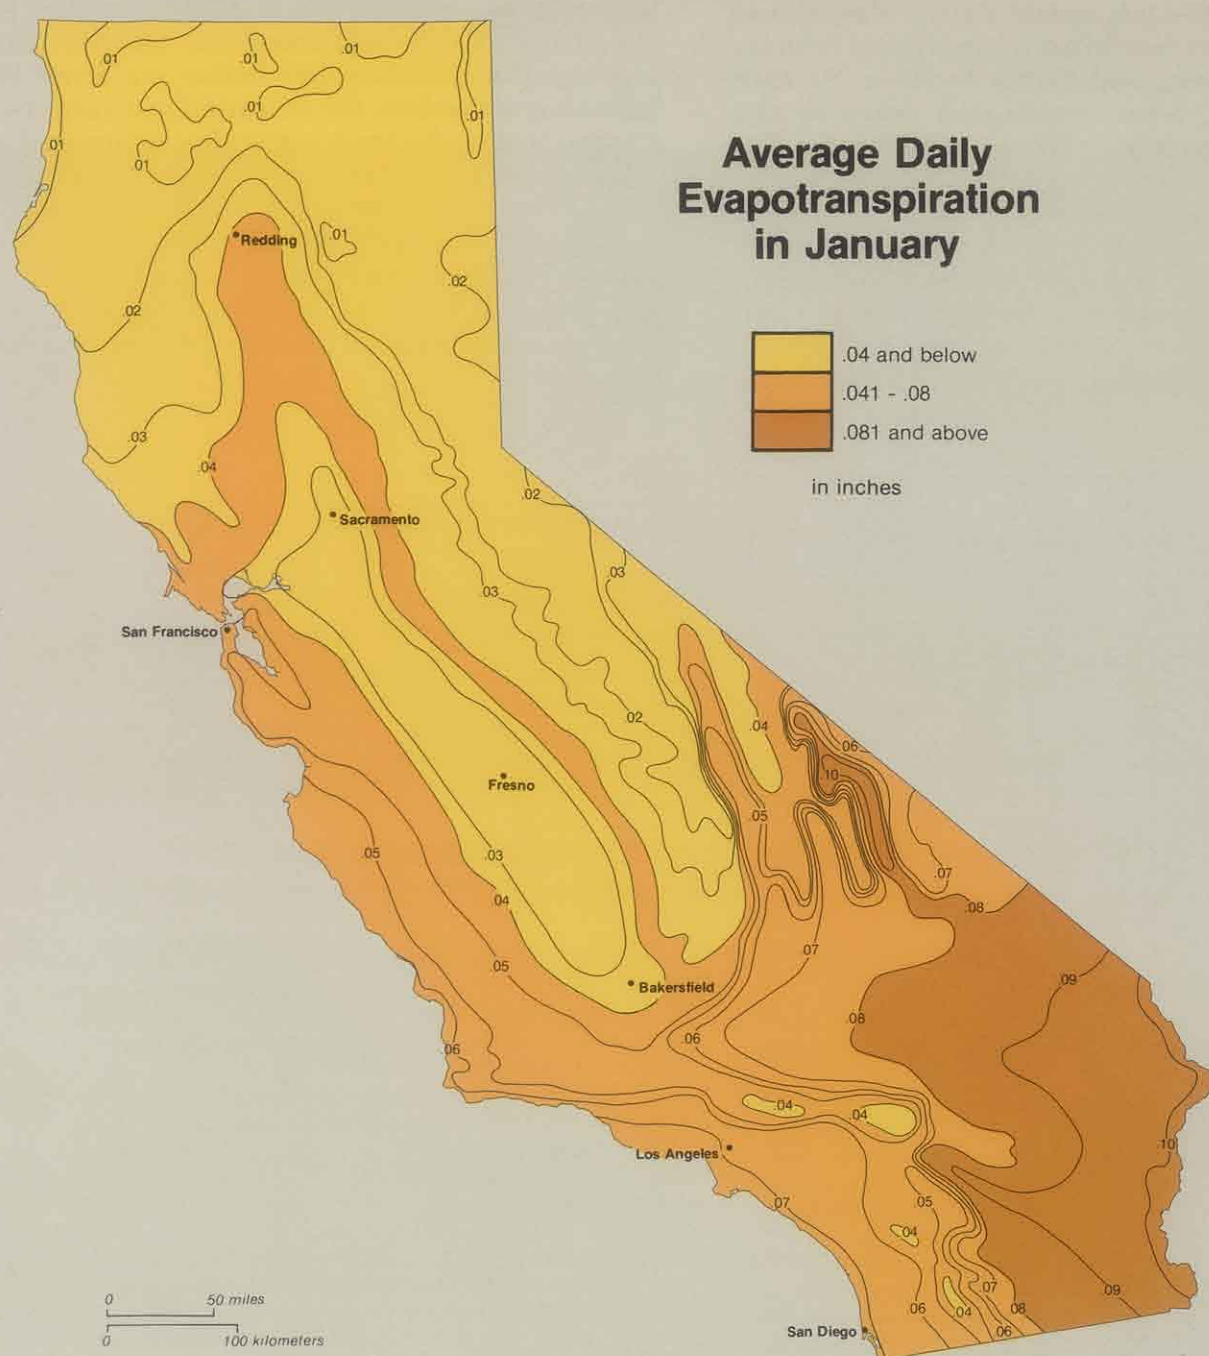 Average Daily
Evapotranspiration
in January
.04 and below
.041 - .08
.081 and above
in inches
.01
.01
.01
.01
.01
.01
.01
Redding
.01
.02
.02
.03
.04
.02
Sacramento
.03
.03
San Francisco
.02
.04
.06
.10
Fresno
.05
.05
.03
.07
.04
.08
.07
.05
.09
Bakersfield
.08
.06
.06
.04
.04
.10
Los Angeles
.05
.07
.04
.07
.09
0 50 miles
.06
.04
.08
San Diego
.06
0 100 kilometers